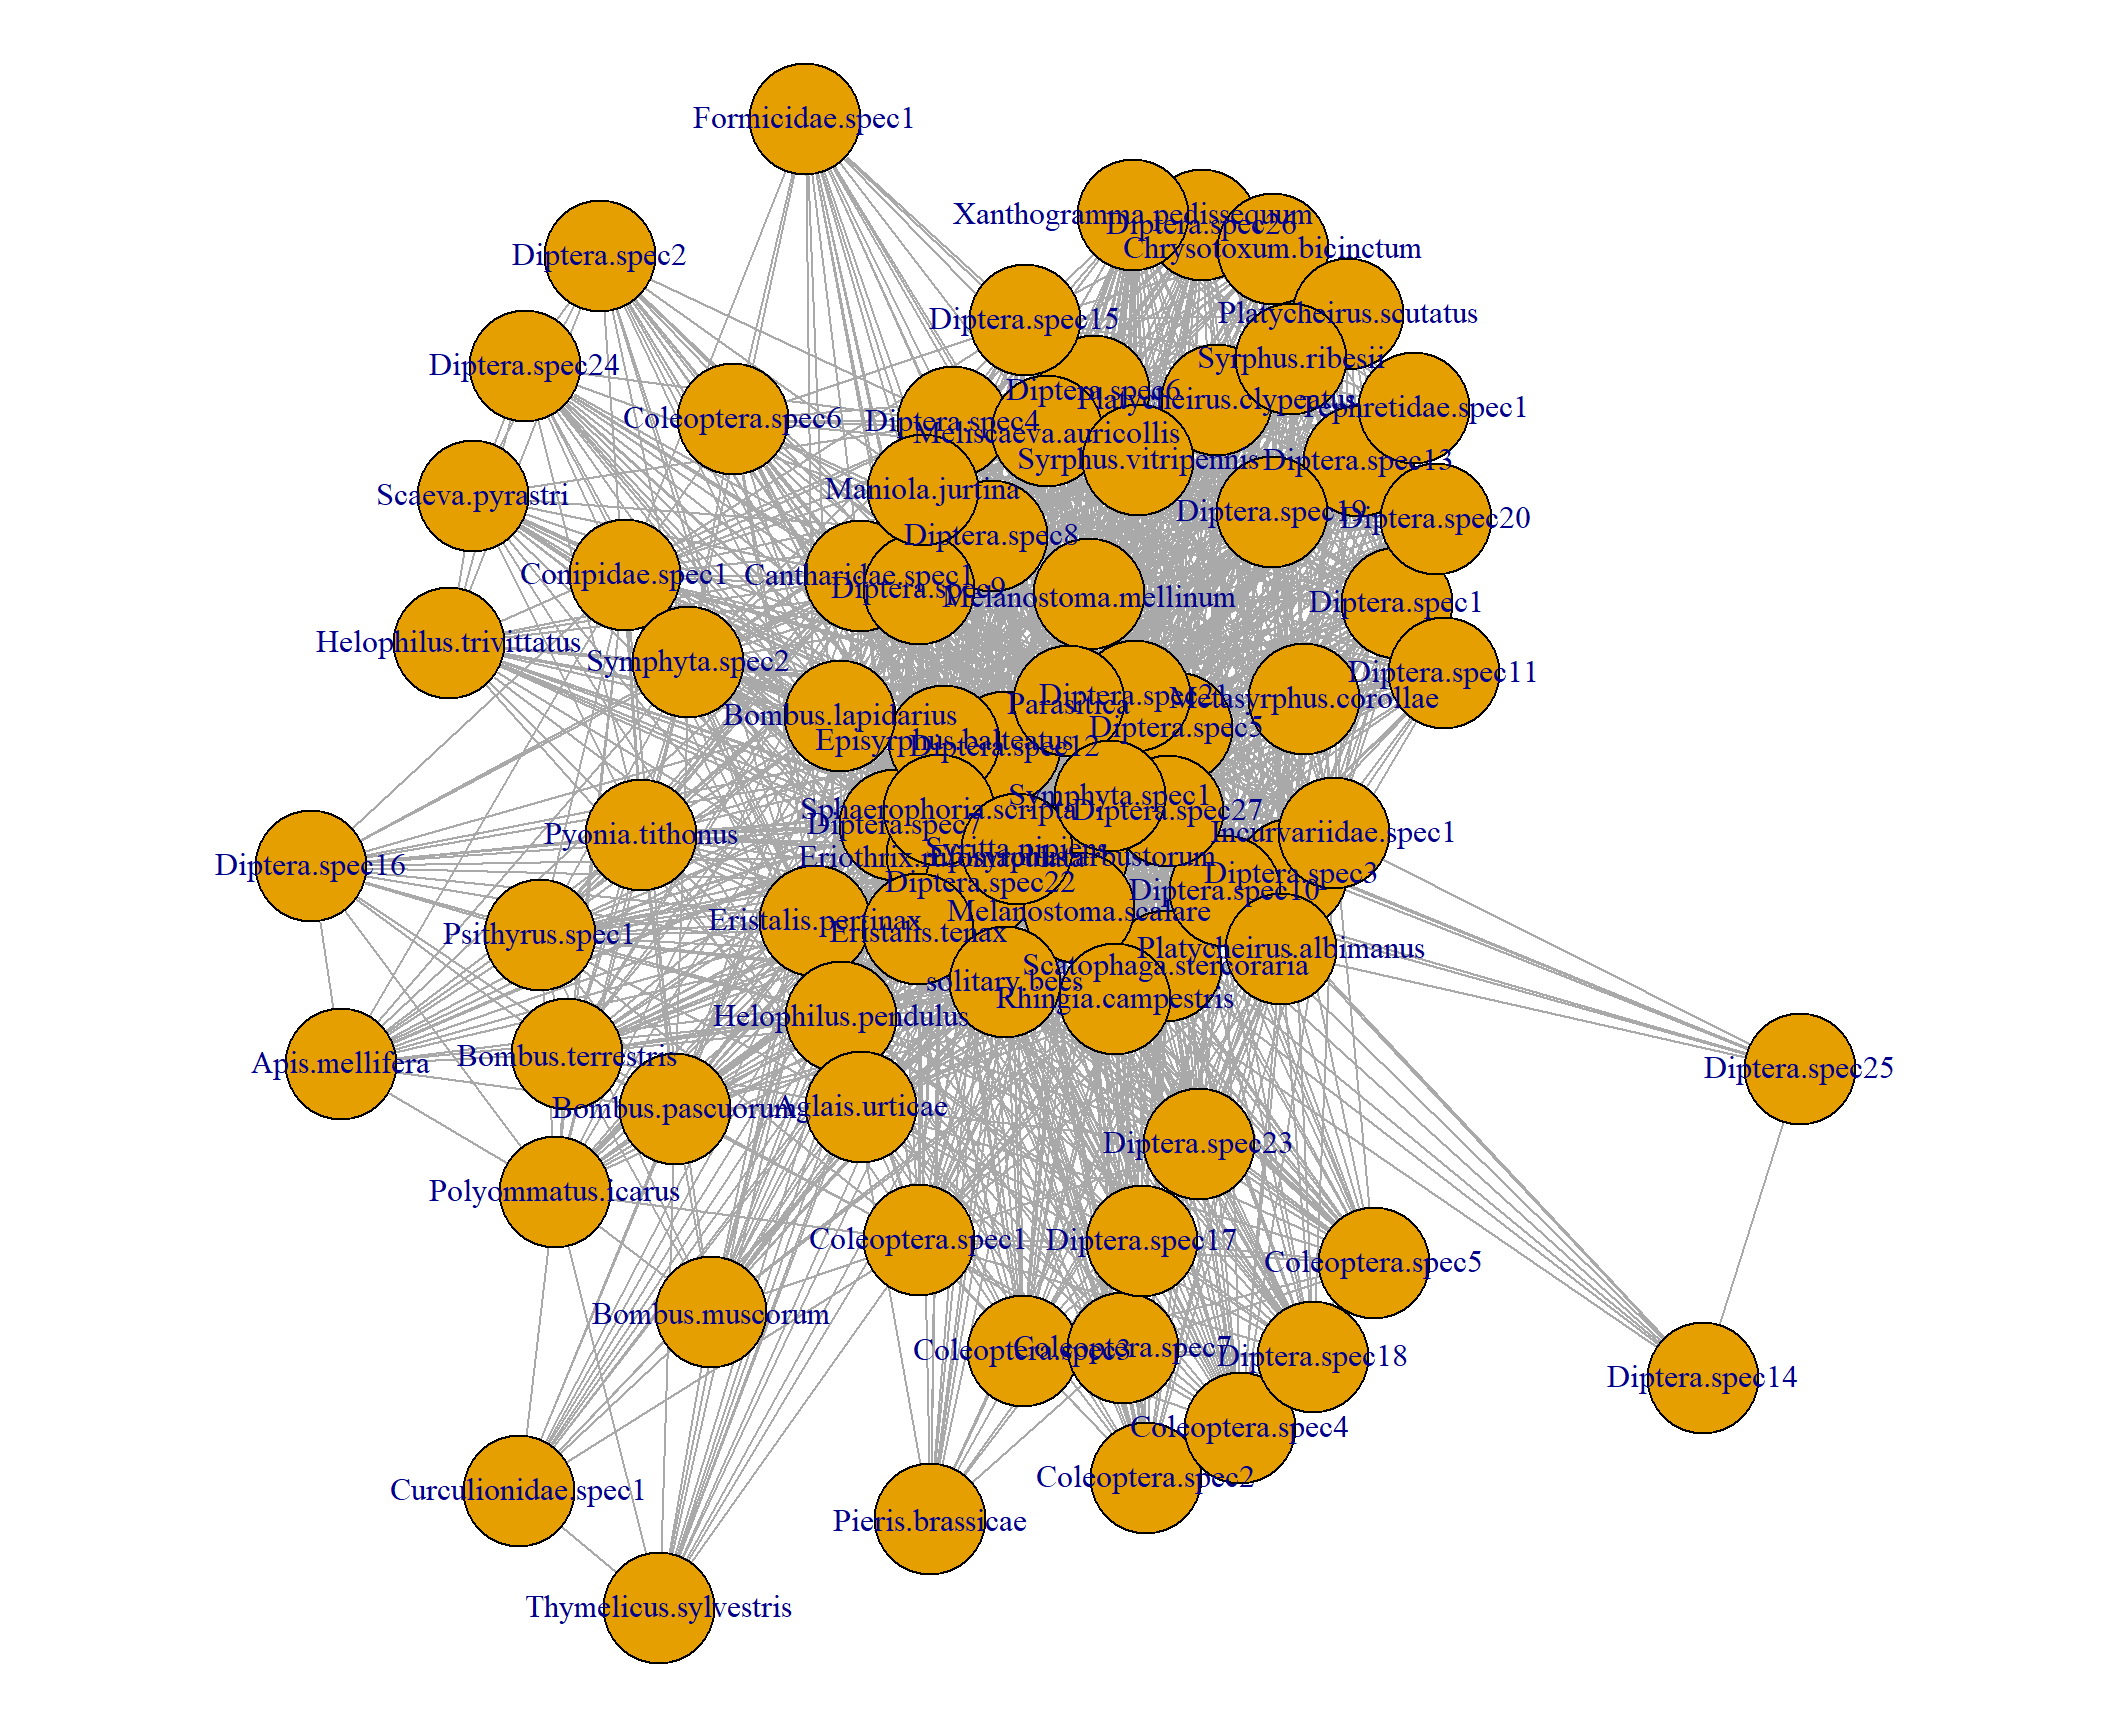 Formicidae.spec1
Xanthogramma.pedissequum
Diptera.spec26
Chrysotoxum.bicinctum
Diptera.spec2
Diptera.spec15
Platycheirus.scutatus
Syrphus.ribesii
Diptera.spec24
Diptera.spec6
Platycheirus.clypeatus
Tephretidae.spec1
Coleoptera.spec6
Diptera.spec4
Meliscaeva.auricollis
Syrphus.vitripennis
Diptera.spec13
Scaeva.pyrastri
Maniola.jurtina
Diptera.spec19
Diptera.spec20
Diptera.spec8
Conipidae.spec1
Cantharidae.spec1
Diptera.spec9
Melanostoma.mellinum
Diptera.spec1
Helophilus.trivittatus
Symphyta.spec2
Diptera.spec11
Diptera.spec21
Metasyrphus.corollae
Parasitica
Bombus.lapidarius
Diptera.spec5
Episyrphus.balteatus
Diptera.spec12
Symphyta.spec1
Sphaerophoria.scripta
Diptera.spec27
Diptera.spec7
Pyonia.tithonus
Incurvariidae.spec1
Syritta.pipiens
Diptera.spec16
Diptera.spec3
Diptera.spec22
Diptera.spec10
Melanostoma.scalare
Eristalis.pertinax
Eristalis.tenax
Psithyrus.spec1
Platycheirus.albimanus
Scatophaga.stercoraria
solitary.bees
Rhingia.campestris
Helophilus.pendulus
Apis.mellifera
Bombus.terrestris
Diptera.spec25
Bombus.pascuorum
Aglais.urticae
Diptera.spec23
Polyommatus.icarus
Coleoptera.spec1
Diptera.spec17
Coleoptera.spec5
Bombus.muscorum
Coleoptera.spec3
Coleoptera.spec7
Diptera.spec18
Diptera.spec14
Coleoptera.spec4
Coleoptera.spec2
Curculionidae.spec1
Pieris.brassicae
Thymelicus.sylvestris